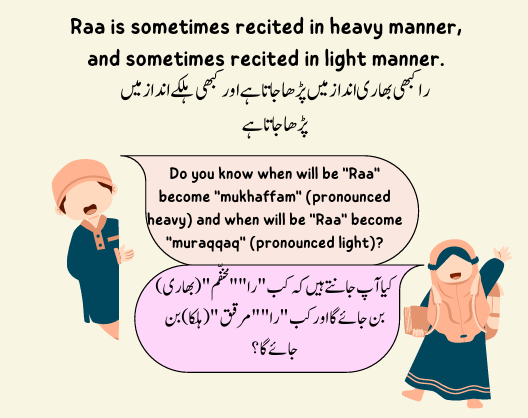 Raa is sometimes recited in heavy manner,
and sometimes recited in light manner.
را کبھی بھاری انداز میں پڑھا جاتا ہے اور کبھی ہلکے انداز میں
پڑھا جاتا ہے
Do you know when will be "Raa"
become "mukhaffam" (pronounced
heavy) and when will be "Raa" become
"muraqqaq" (pronounced light)?
کیا آپ جانتے ہیں کہ کب "را" "مخفّم" (بھاری)
بن جائے گا اور کب "را" "مرقق" (ہلکا) بن
جائے گا؟